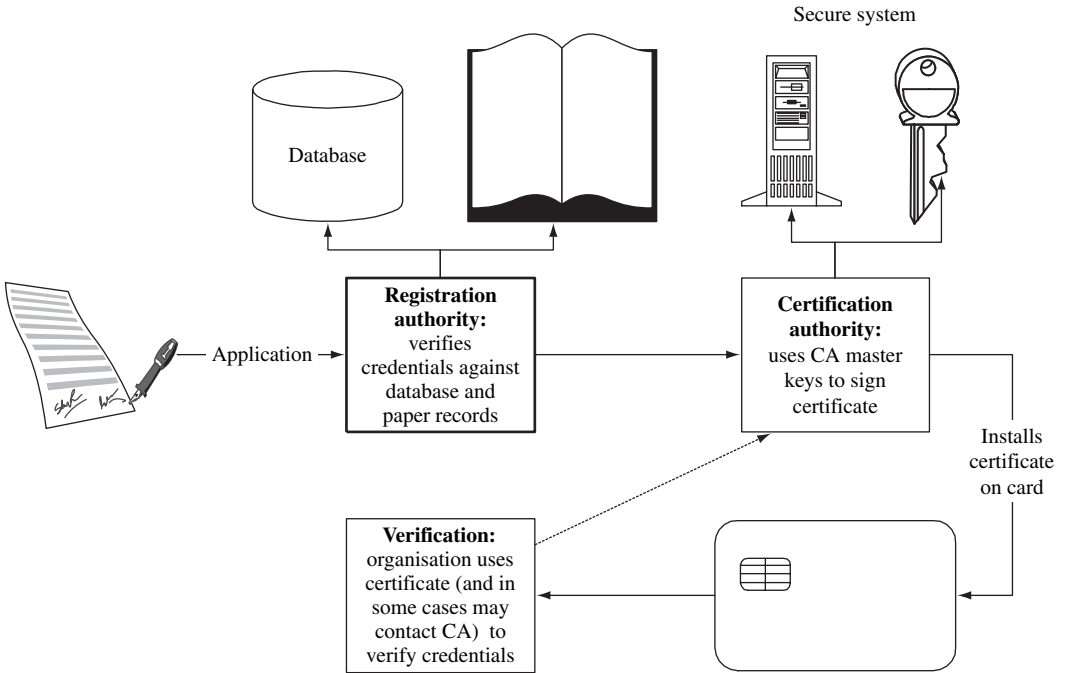 Secure system
Database
Registration
authority:
verifies
credentials against
database and
paper records
Application
Certification
authority:
uses CA master
keys to sign
certificate
Installs
certificate
on card
Verification:
organisation uses
certificate (and in
some cases may
contact CA) to
verify credentials